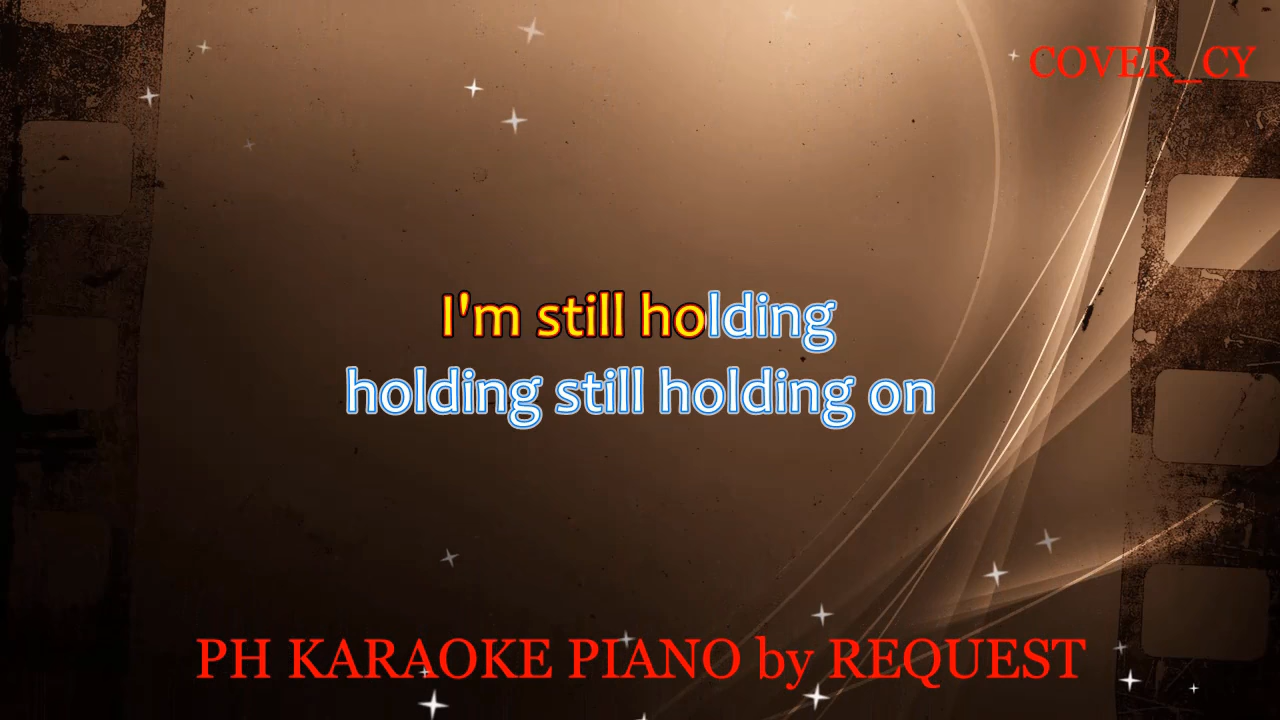 COVER_CY
I'm still holding
holding still holding on
PH KARAOKE PIANO by REQUEST